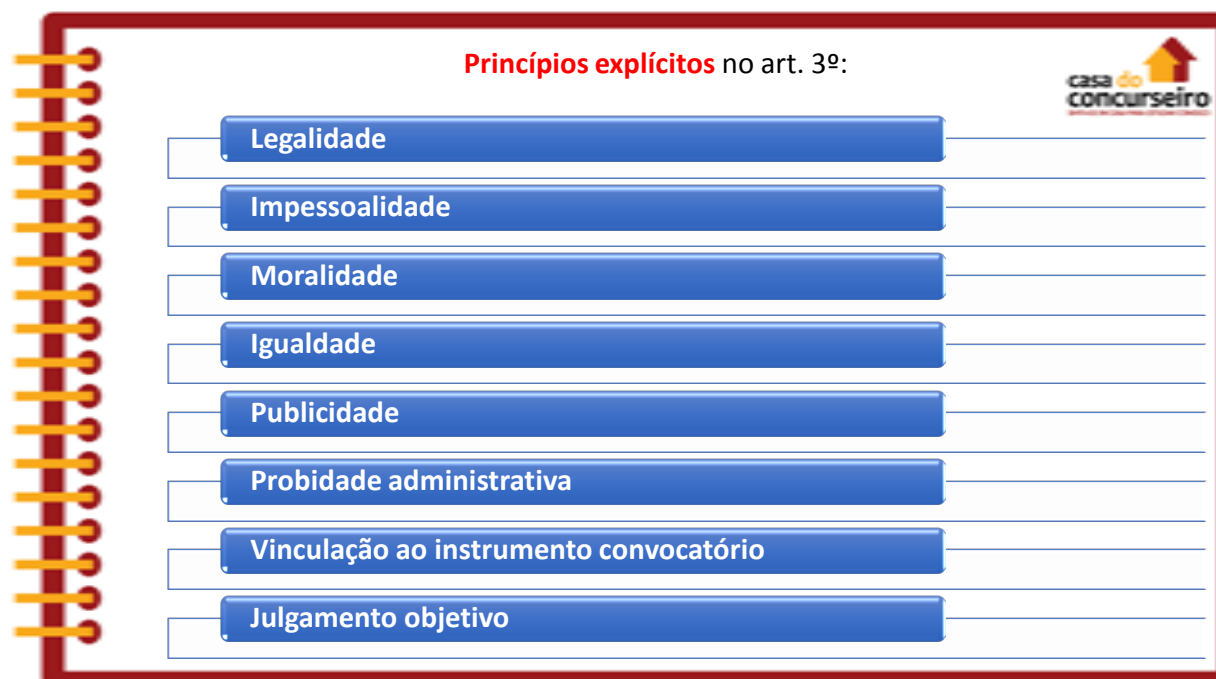 Princípios explícitos no art. 3º:
casa do
concurseiro
Legalidade
Impessoalidade
Moralidade
Igualdade
Publicidade
Probidade administrativa
Vinculação ao instrumento convocatório
Julgamento objetivo